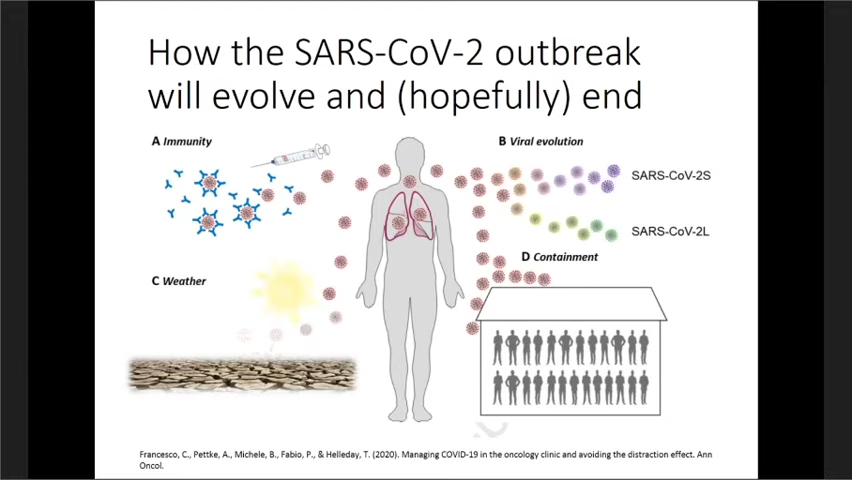 How the SARS-CoV-2 outbreak
will evolve and (hopefully) end
A Immunity
B Viral evolution
SARS-CoV-2S
SARS-CoV-2L
D Containment
C Weather
Francesco, C., Pettke, A., Michele, B., Fabio, P., & Helleday, T. (2020). Managing COVID-19 in the oncology clinic and avoiding the distraction effect. Ann
Oncol.